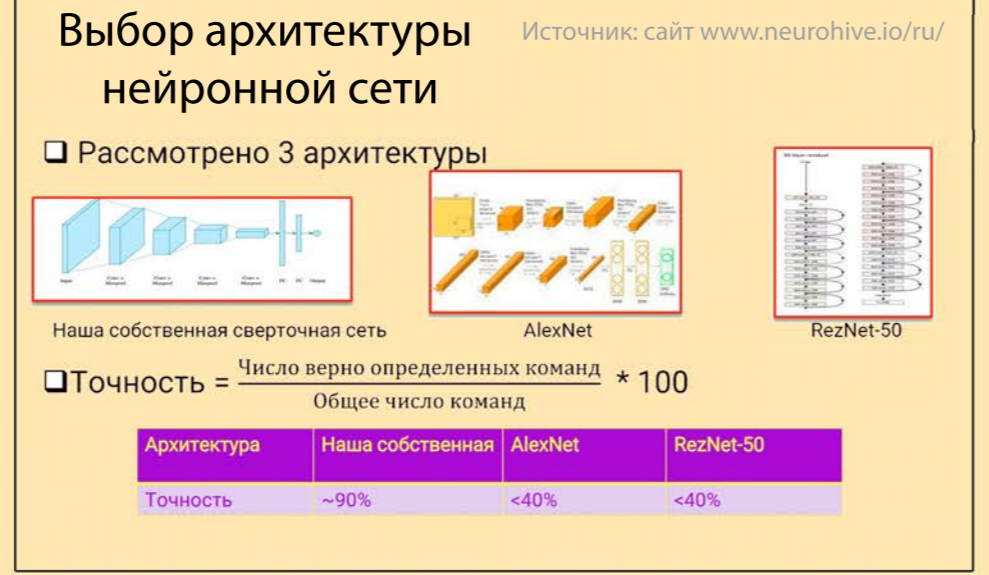 Выбор архитектуры
нейронной сети
Источник: сайт www.neurohive.io/ru/
Рассмотрено 3 архитектуры
Наша собственная сверточная сеть
AlexNet
RezNet-50
Точность = Число верно определенных команд
Общее число команд
* 100
Архитектура Наша собственная AlexNet RezNet-50
Точность ~90% <40% <40%